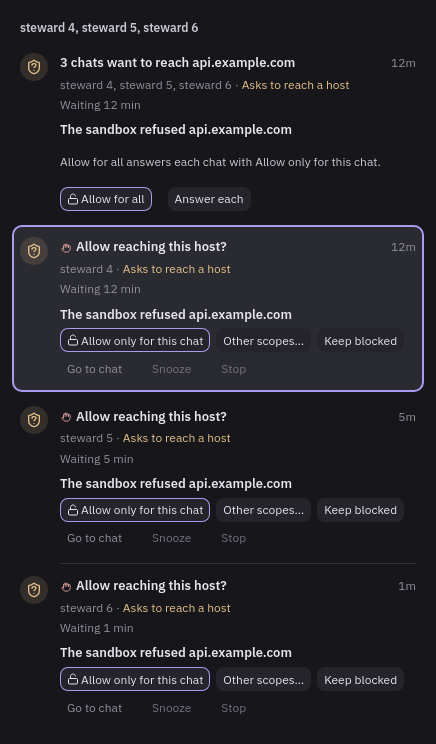 steward 4, steward 5, steward 6
3 chats want to reach api.example.com 12m
steward 4, steward 5, steward 6 · Asks to reach a host
Waiting 12 min
The sandbox refused api.example.com
Allow for all answers each chat with Allow only for this chat.
Allow for all Answer each
Allow reaching this host? 12m
steward 4 · Asks to reach a host
Waiting 12 min
The sandbox refused api.example.com
Allow only for this chat Other scopes... Keep blocked
Go to chat Snooze Stop
Allow reaching this host? 5m
steward 5 · Asks to reach a host
Waiting 5 min
The sandbox refused api.example.com
Allow only for this chat Other scopes... Keep blocked
Go to chat Snooze Stop
Allow reaching this host? 1m
steward 6 · Asks to reach a host
Waiting 1 min
The sandbox refused api.example.com
Allow only for this chat Other scopes... Keep blocked
Go to chat Snooze Stop